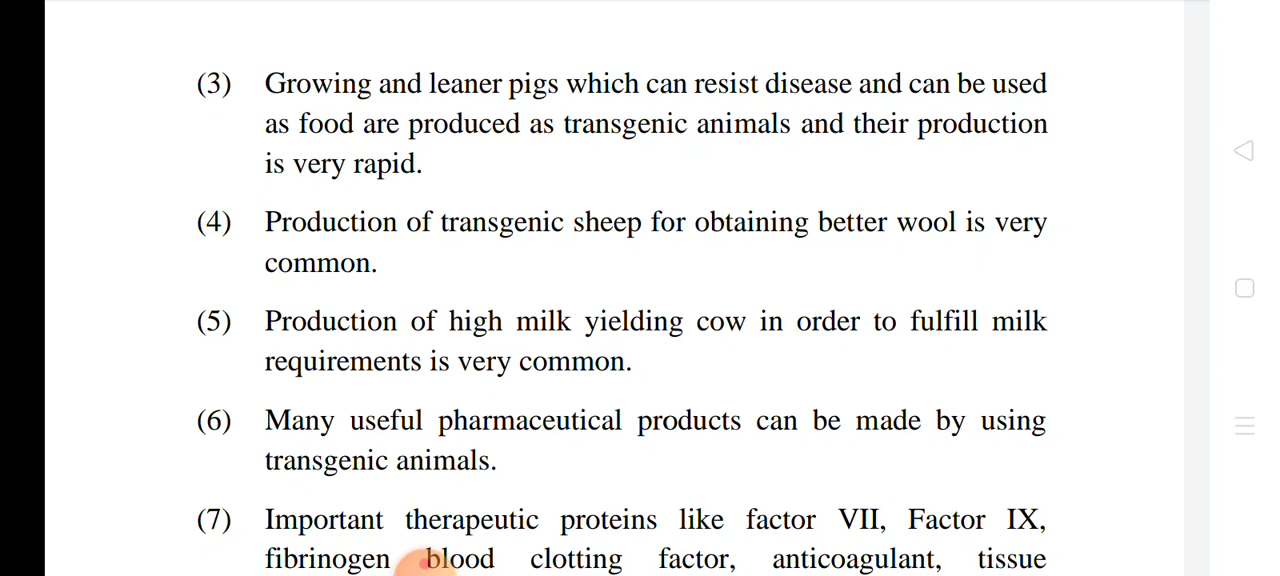 (3) Growing and leaner pigs which can resist disease and can be used
as food are produced as transgenic animals and their production
is very rapid.
(4) Production of transgenic sheep for obtaining better wool is very
common.
(5) Production of high milk yielding cow in order to fulfill milk
requirements is very common.
(6) Many useful pharmaceutical products can be made by using
transgenic animals.
(7) Important therapeutic proteins like factor VII, Factor IX,
fibrinogen blood clotting factor, anticoagulant, tissue